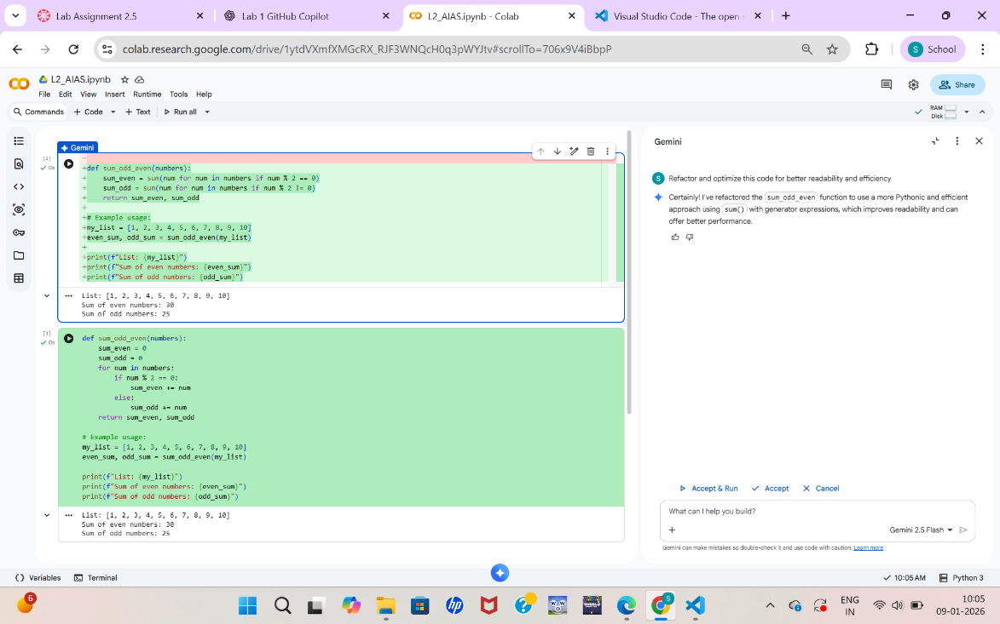 Lab Assignment 2.5
Lab 1 GitHub Copilot
L2_AIAS.ipynb - Colab
Visual Studio Code - The open s
colab.research.google.com/drive/1ytdVXmfXMGcRX_RJF3WNQcH0q3pWYJtv#scrollTo=706x9V4iBbpP
S School
L2_AIAS.ipynb
File Edit View Insert Runtime Tools Help
Share
Commands + Code + Text Run all
RAM
Disk
Gemini
[2]
0s
+def sum_odd_even(numbers):
+    sum_even = sum(num for num in numbers if num % 2 == 0)
+    sum_odd = sum(num for num in numbers if num % 2 != 0)
+    return sum_even, sum_odd
+
+# Example usage:
+my_list = [1, 2, 3, 4, 5, 6, 7, 8, 9, 10]
+even_sum, odd_sum = sum_odd_even(my_list)
+
+print(f"List: {my_list}")
+print(f"Sum of even numbers: {even_sum}")
+print(f"Sum of odd numbers: {odd_sum}")
List: [1, 2, 3, 4, 5, 6, 7, 8, 9, 10]
Sum of even numbers: 30
Sum of odd numbers: 25
[1]
0s
def sum_odd_even(numbers):
    sum_even = 0
    sum_odd = 0
    for num in numbers:
        if num % 2 == 0:
            sum_even += num
        else:
            sum_odd += num
    return sum_even, sum_odd
# Example usage:
my_list = [1, 2, 3, 4, 5, 6, 7, 8, 9, 10]
even_sum, odd_sum = sum_odd_even(my_list)
print(f"List: {my_list}")
print(f"Sum of even numbers: {even_sum}")
print(f"Sum of odd numbers: {odd_sum}")
List: [1, 2, 3, 4, 5, 6, 7, 8, 9, 10]
Sum of even numbers: 30
Sum of odd numbers: 25
Gemini
S Refactor and optimize this code for better readability and efficiency
Certainly! I've refactored the sum_odd_even function to use a more Pythonic and efficient
approach using sum() with generator expressions, which improves readability and can
offer better performance.
Accept & Run Accept Cancel
What can I help you build?
Gemini 2.5 Flash
Gemini can make mistakes so double-check it and use code with caution. Learn more
Variables Terminal
10:05 AM Python 3
6
hp
S
ENG
IN
10:05
09-01-2026